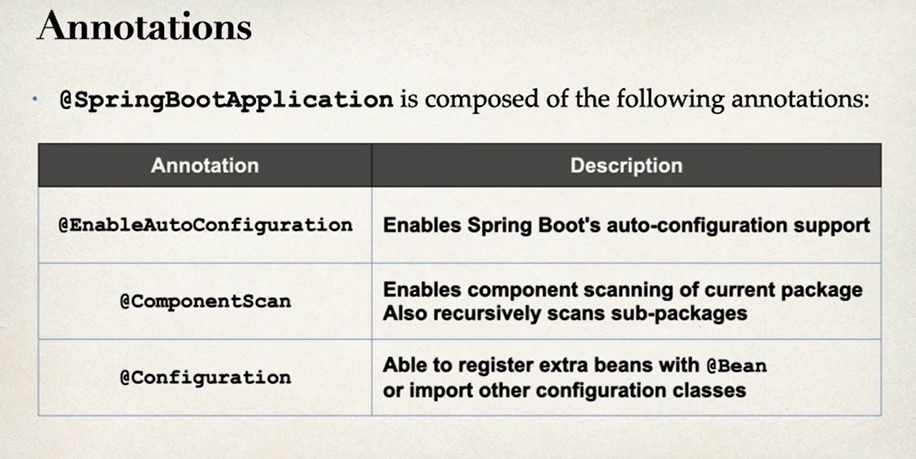 Annotations
• @SpringBootApplication is composed of the following annotations:
Annotation Description
@EnableAutoConfiguration Enables Spring Boot's auto-configuration support
@ComponentScan Enables component scanning of current package
Also recursively scans sub-packages
@Configuration Able to register extra beans with @Bean
or import other configuration classes